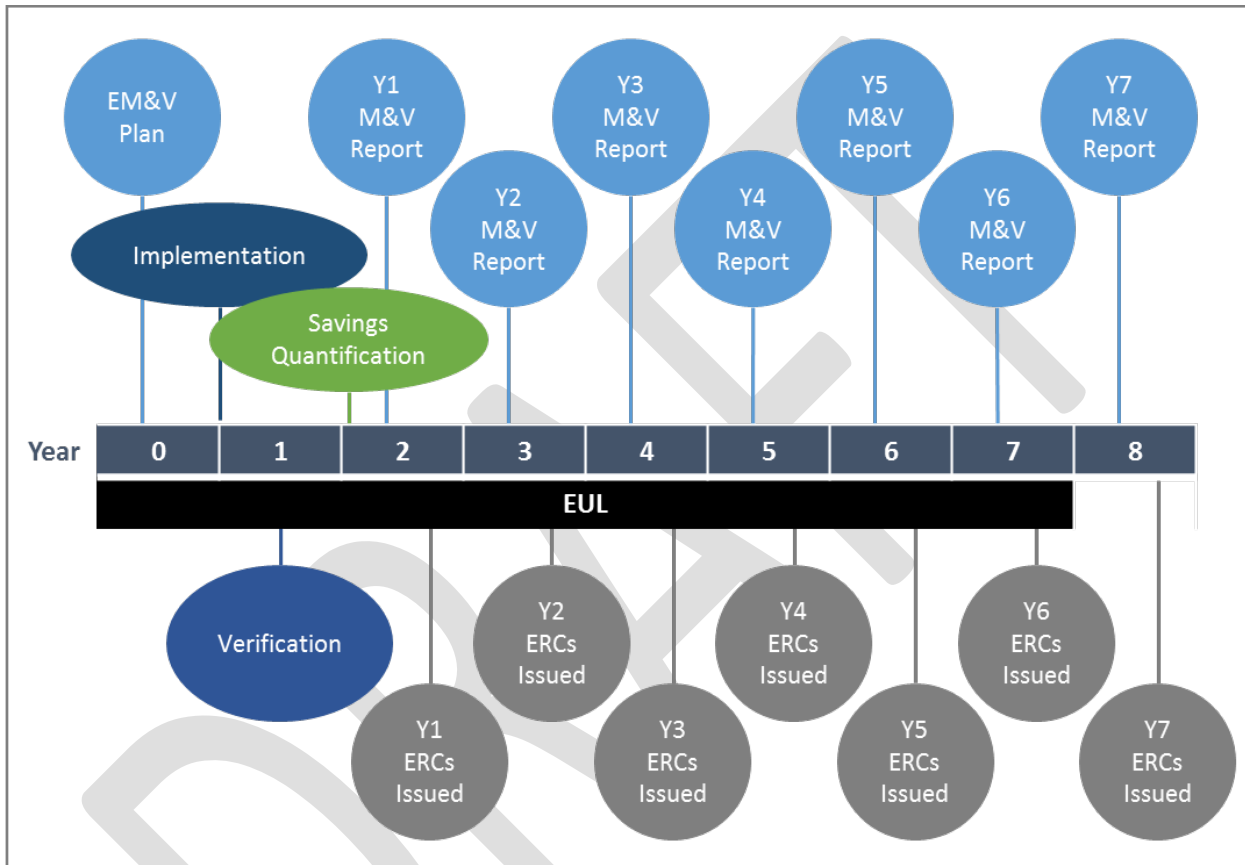 EM&V
Plan
Y1
M&V
Report
Y3
M&V
Report
Y5
M&V
Report
Y7
M&V
Report
Y2
M&V
Report
Y4
M&V
Report
Y6
M&V
Report
Implementation
Savings
Quantification
Year 0 1 2 3 4 5 6 7 8
EUL
Verification
Y2
ERCs
Issued
Y4
ERCs
Issued
Y6
ERCs
Issued
Y1
ERCs
Issued
Y3
ERCs
Issued
Y5
ERCs
Issued
Y7
ERCs
Issued
DRAFT